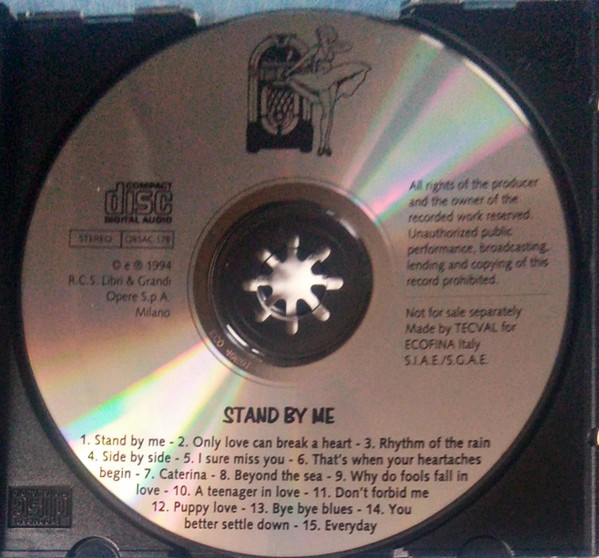 COMPACT
disc
DIGITAL AUDIO
STEREO ORSAC 179
© e ℗ 1994
R.C.S. Libri & Grandi
Opere S.p.A.
Milano
All rights of the producer
and the owner of the
recorded work reserved.
Unauthorized public
performance, broadcasting,
lending and copying of this
record prohibited.
Not for sale separately
Made by TECVAL for
ECOFINA Italy
S.I.A.E./S.G.A.E.
STAND BY ME
1. Stand by me - 2. Only love can break a heart - 3. Rhythm of the rain
4. Side by side - 5. I sure miss you - 6. That's when your heartaches
begin - 7. Caterina - 8. Beyond the sea - 9. Why do fools fall in
love - 10. A teenager in love - 11. Don't forbid me
12. Puppy love - 13. Bye bye blues - 14. You
better settle down - 15. Everyday